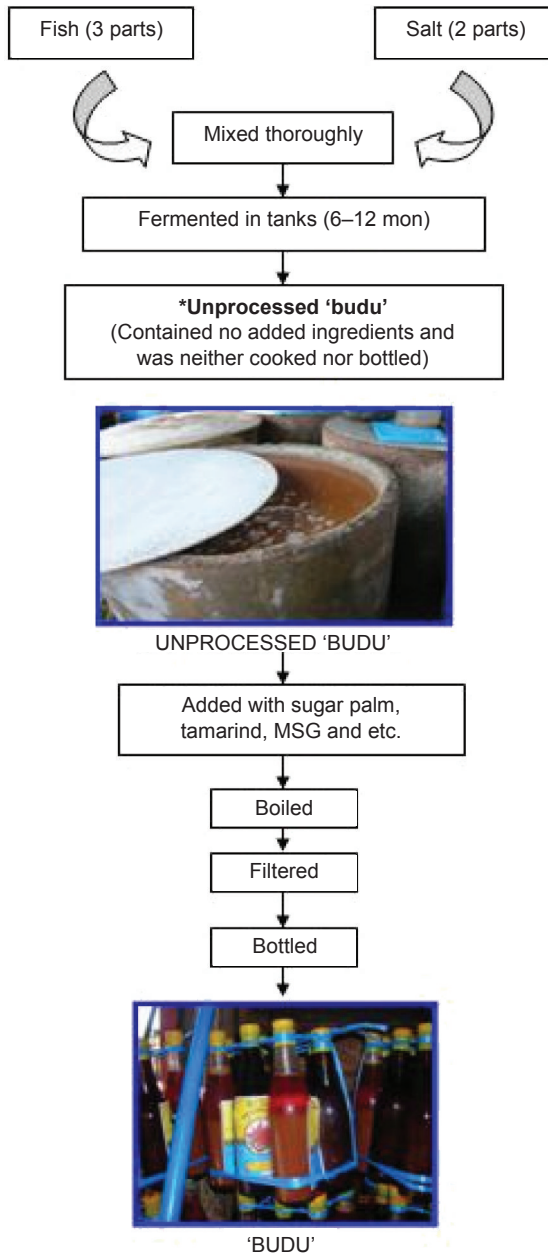 Fish (3 parts)
Salt (2 parts)
Mixed thoroughly
Fermented in tanks (6–12 mon)
*Unprocessed ‘budu’
(Contained no added ingredients and
was neither cooked nor bottled)
UNPROCESSED ‘BUDU’
Added with sugar palm,
tamarind, MSG and etc.
Boiled
Filtered
Bottled
‘BUDU’